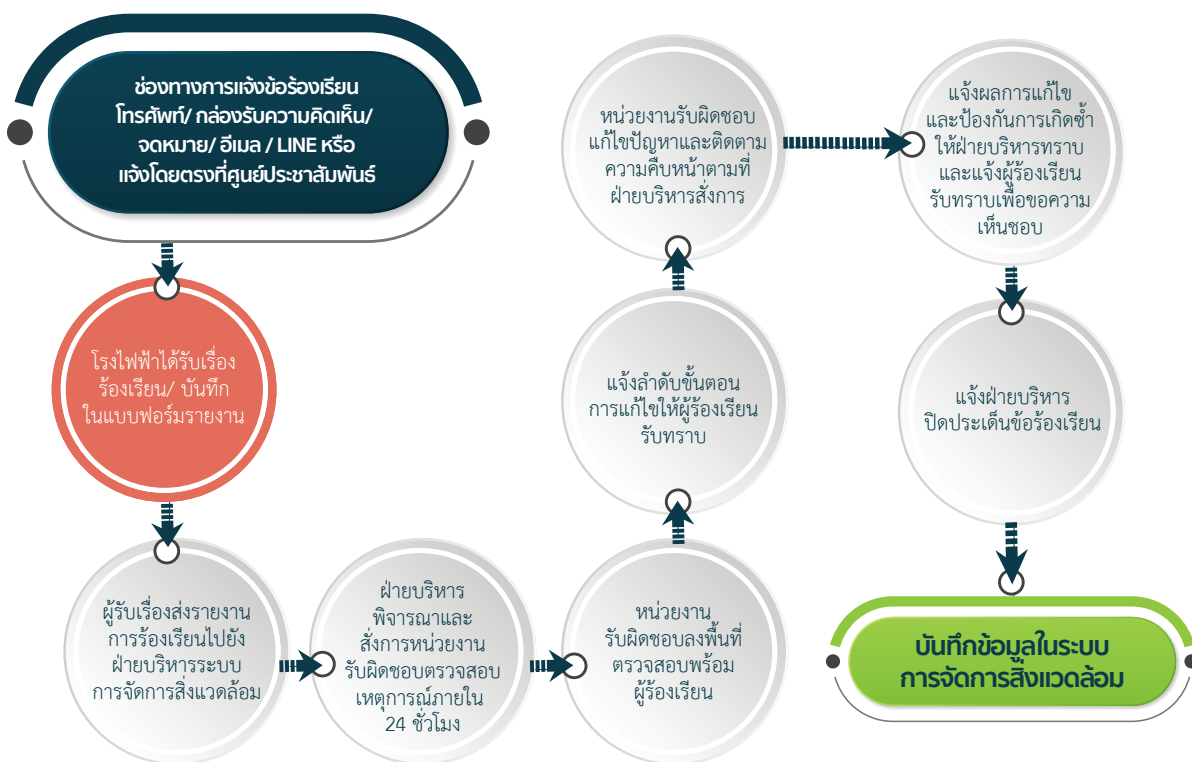 ช่องทางการแจ้งข้อร้องเรียน
โทรศัพท์/ กล่องรับความคิดเห็น/
จดหมาย/ อีเมล / LINE หรือ
แจ้งโดยตรงที่ศูนย์ประชาสัมพันธ์
โรงไฟฟ้าได้รับเรื่อง
ร้องเรียน/ บันทึก
ในแบบฟอร์มรายงาน
ผู้รับเรื่องส่งรายงาน
การร้องเรียนไปยัง
ฝ่ายบริหารระบบ
การจัดการสิ่งแวดล้อม
ฝ่ายบริหาร
พิจารณาและ
สั่งการหน่วยงาน
รับผิดชอบตรวจสอบ
เหตุการณ์ภายใน
24 ชั่วโมง
หน่วยงาน
รับผิดชอบลงพื้นที่
ตรวจสอบพร้อม
ผู้ร้องเรียน
แจ้งลำดับขั้นตอน
การแก้ไขให้ผู้ร้องเรียน
รับทราบ
หน่วยงานรับผิดชอบ
แก้ไขปัญหาและติดตาม
ความคืบหน้าตามที่
ฝ่ายบริหารสั่งการ
แจ้งผลการแก้ไข
และป้องกันการเกิดซ้ำ
ให้ฝ่ายบริหารทราบ
และแจ้งผู้ร้องเรียน
รับทราบเพื่อขอความ
เห็นชอบ
แจ้งฝ่ายบริหาร
ปิดประเด็นข้อร้องเรียน
บันทึกข้อมูลในระบบ
การจัดการสิ่งแวดล้อม